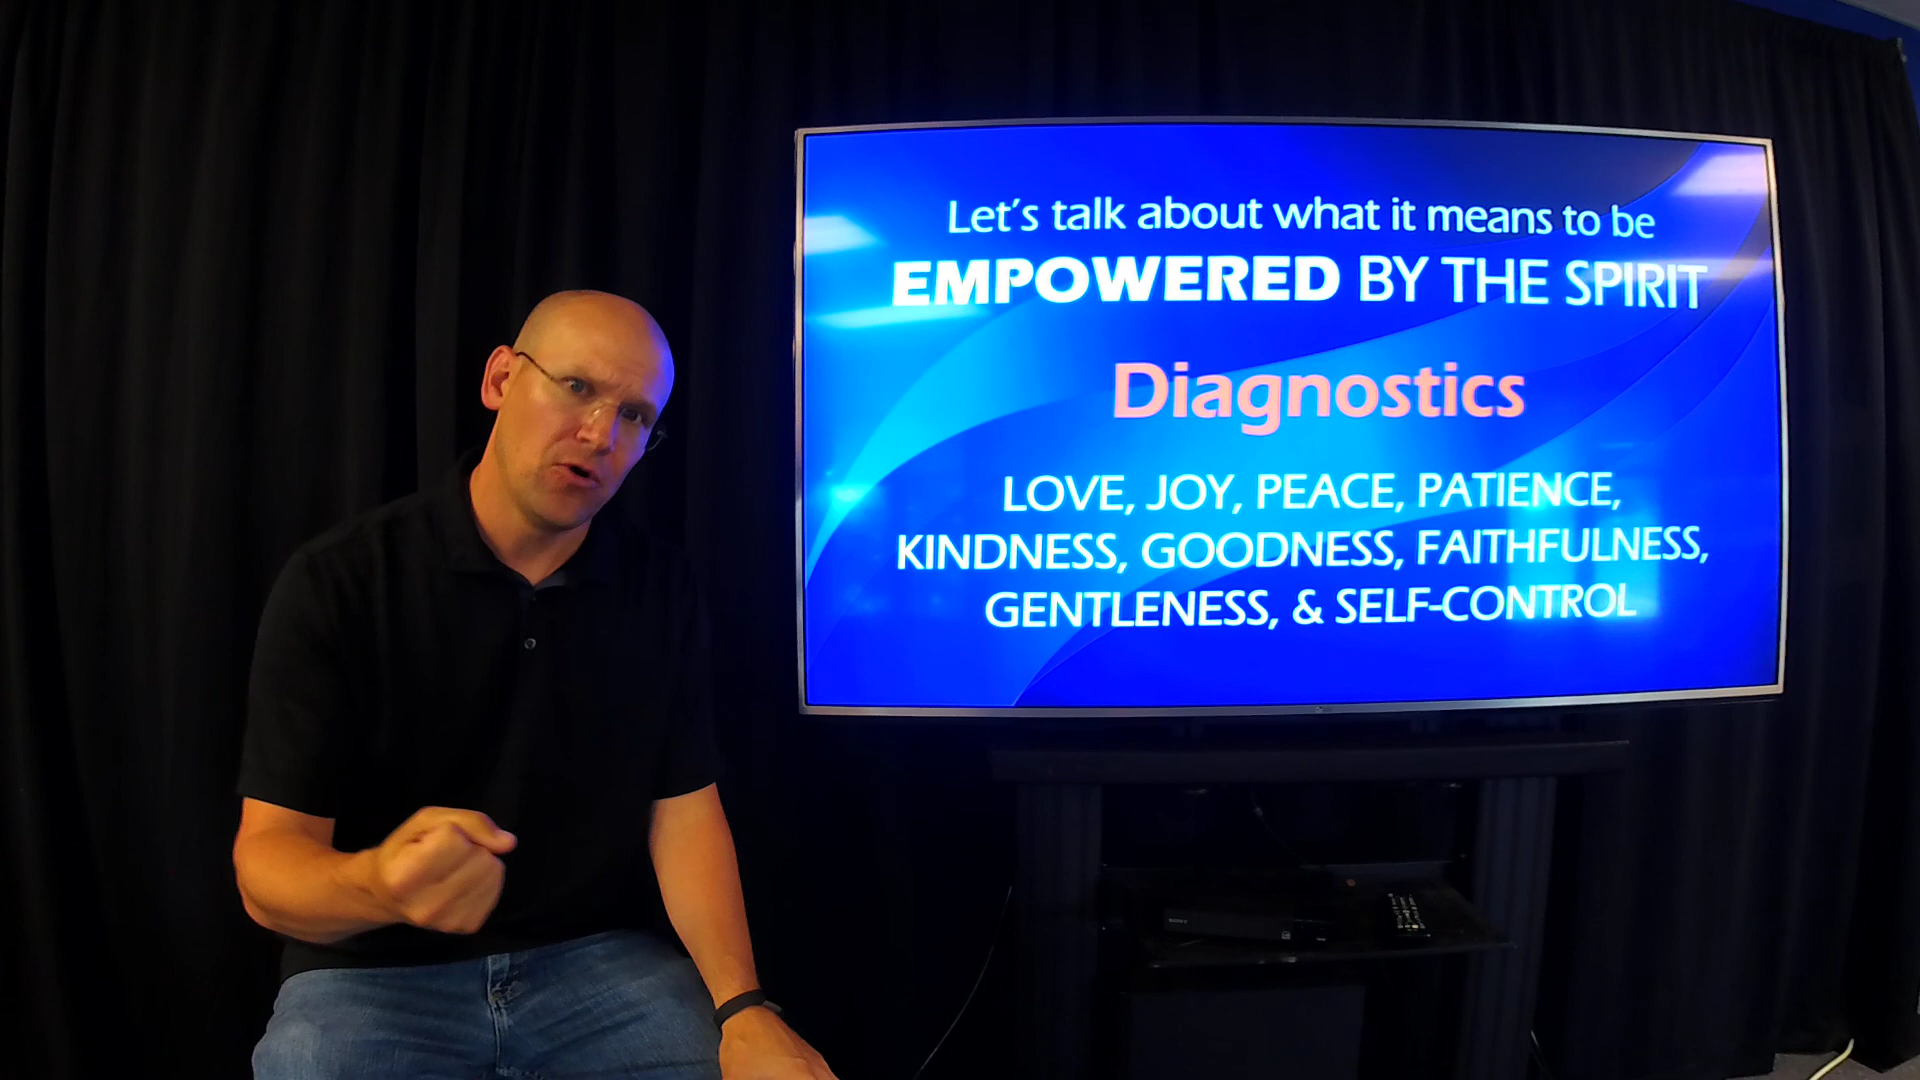 Let's talk about what it means to be
EMPOWERED BY THE SPIRIT
Diagnostics
LOVE, JOY, PEACE, PATIENCE,
KINDNESS, GOODNESS, FAITHFULNESS,
GENTLENESS, & SELF-CONTROL
SONY